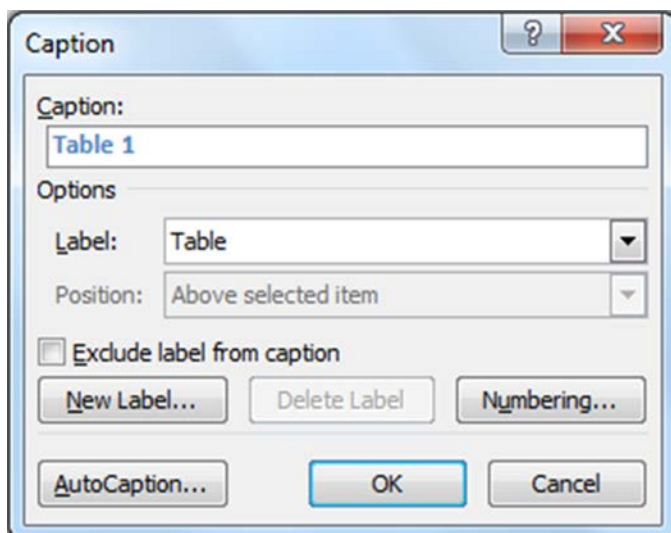 Caption
Caption:
Table 1
Options
Label: Table
Position: Above selected item
Exclude label from caption
New Label... Delete Label Numbering...
AutoCaption... OK Cancel